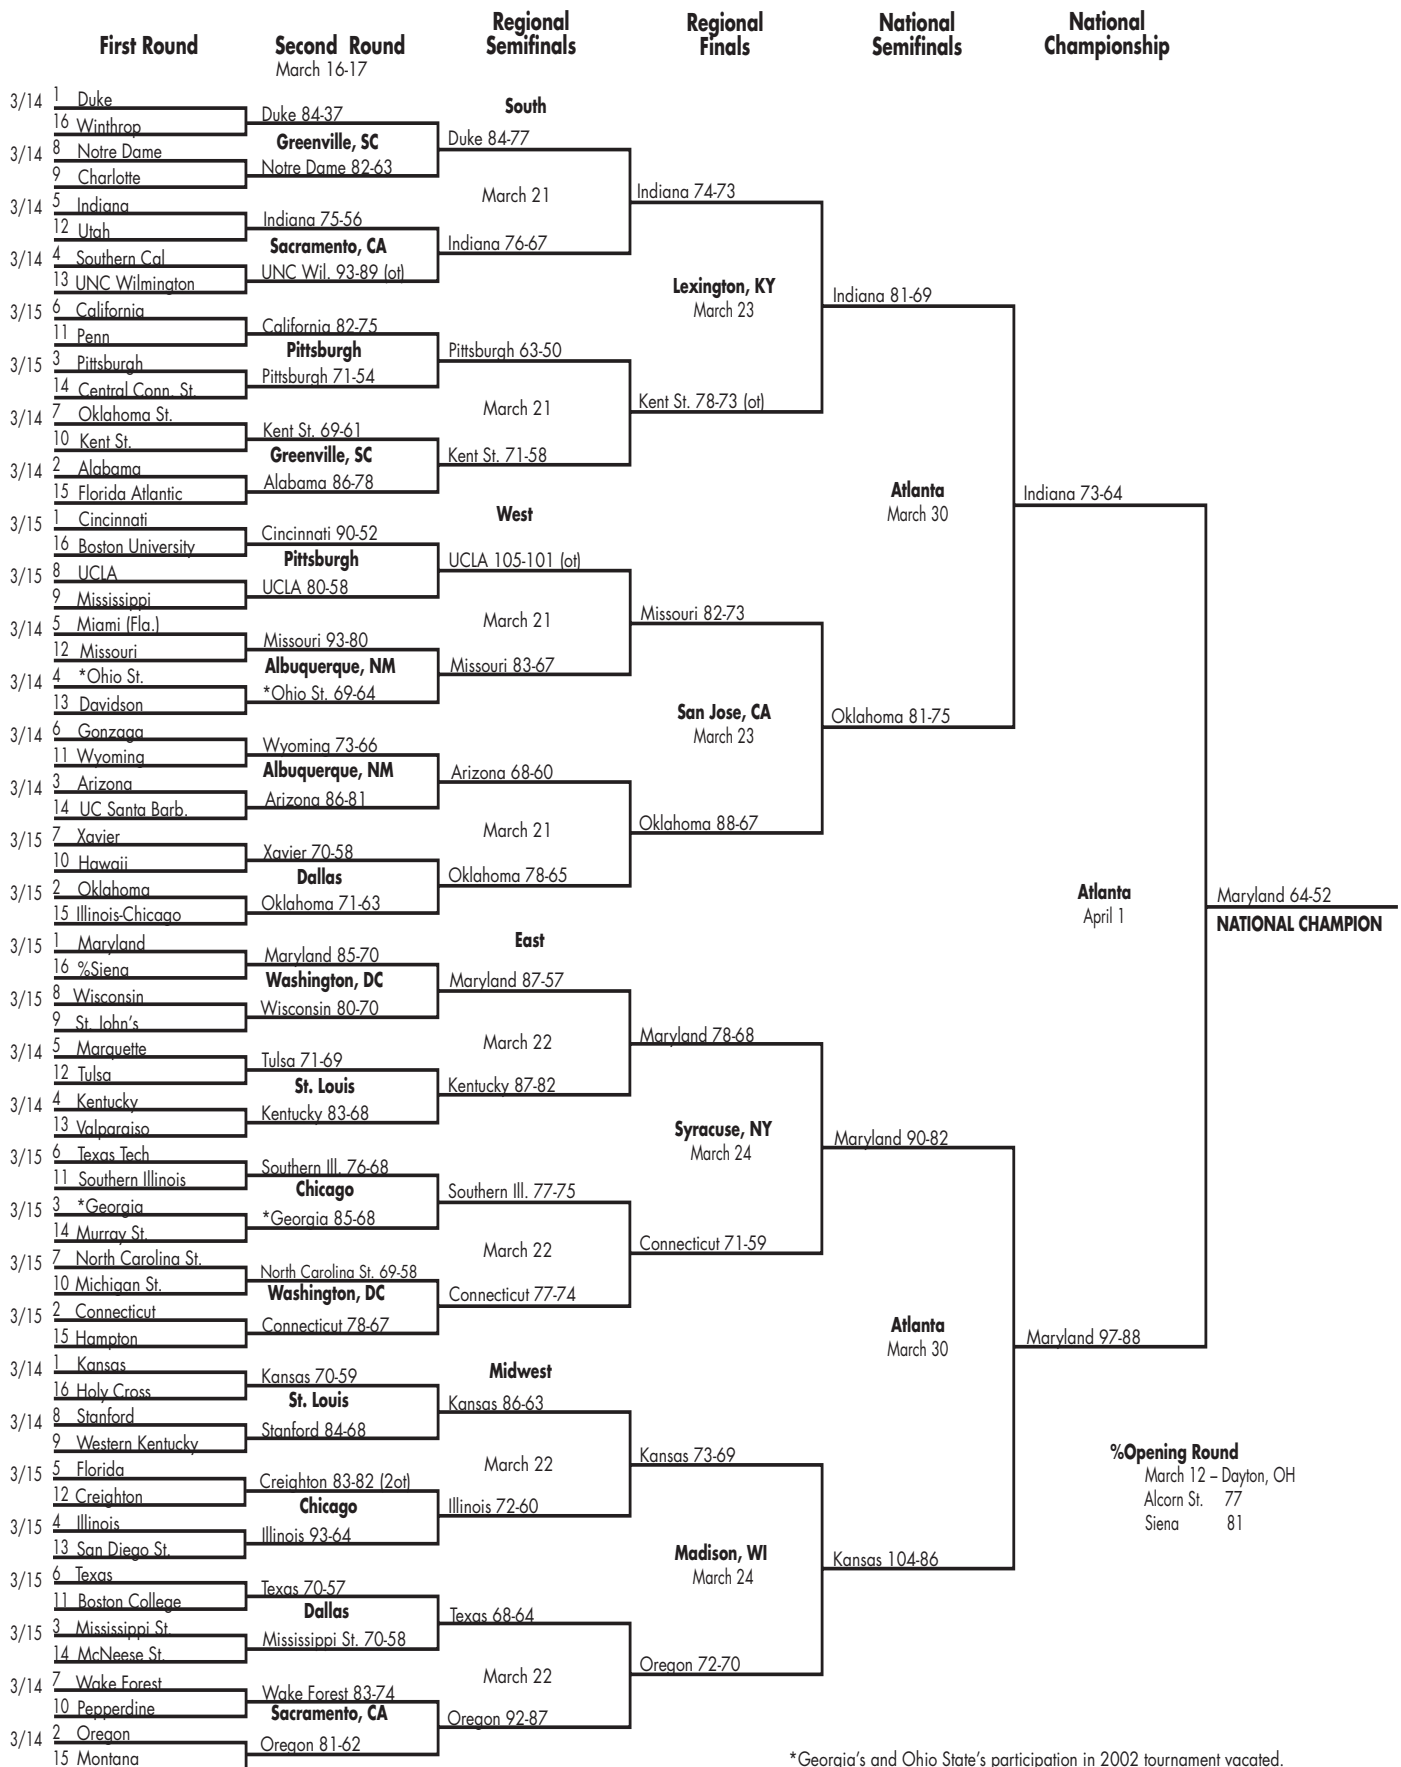 First Round
Second Round
March 16-17
Regional
Semifinals
Regional
Finals
National
Semifinals
National
Championship
3/14 1 Duke
16 Winthrop
3/14 8 Notre Dame
9 Charlotte
3/14 5 Indiana
12 Utah
3/14 4 Southern Cal
13 UNC Wilmington
3/15 6 California
11 Penn
3/15 3 Pittsburgh
14 Central Conn. St.
3/14 7 Oklahoma St.
10 Kent St.
3/14 2 Alabama
15 Florida Atlantic
3/15 1 Cincinnati
16 Boston University
3/15 8 UCLA
9 Mississippi
3/14 5 Miami (Fla.)
12 Missouri
3/14 4 *Ohio St.
13 Davidson
3/14 6 Gonzaga
11 Wyoming
3/14 3 Arizona
14 UC Santa Barb.
3/15 7 Xavier
10 Hawaii
3/15 2 Oklahoma
15 Illinois-Chicago
3/15 1 Maryland
16 %Siena
3/15 8 Wisconsin
9 St. John's
3/14 5 Marquette
12 Tulsa
3/14 4 Kentucky
13 Valparaiso
3/15 6 Texas Tech
11 Southern Illinois
3/15 3 *Georgia
14 Murray St.
3/15 7 North Carolina St.
10 Michigan St.
3/15 2 Connecticut
15 Hampton
3/14 1 Kansas
16 Holy Cross
3/14 8 Stanford
9 Western Kentucky
3/15 5 Florida
12 Creighton
3/15 4 Illinois
13 San Diego St.
3/15 6 Texas
11 Boston College
3/15 3 Mississippi St.
14 McNeese St.
3/14 7 Wake Forest
10 Pepperdine
3/14 2 Oregon
15 Montana
Duke 84-37
Greenville, SC
Notre Dame 82-63
Indiana 75-56
Sacramento, CA
UNC Wil. 93-89 (ot)
California 82-75
Pittsburgh
Pittsburgh 71-54
Kent St. 69-61
Greenville, SC
Alabama 86-78
Cincinnati 90-52
Pittsburgh
UCLA 80-58
Missouri 93-80
Albuquerque, NM
*Ohio St. 69-64
Wyoming 73-66
Albuquerque, NM
Arizona 86-81
Xavier 70-58
Dallas
Oklahoma 71-63
Maryland 85-70
Washington, DC
Wisconsin 80-70
Tulsa 71-69
St. Louis
Kentucky 83-68
Southern Ill. 76-68
Chicago
*Georgia 85-68
North Carolina St. 69-58
Washington, DC
Connecticut 78-67
Kansas 70-59
St. Louis
Stanford 84-68
Creighton 83-82 (2ot)
Chicago
Illinois 93-64
Texas 70-57
Dallas
Mississippi St. 70-58
Wake Forest 83-74
Sacramento, CA
Oregon 81-62
South
Duke 84-77
March 21
Indiana 76-67
Pittsburgh 63-50
March 21
Kent St. 71-58
West
UCLA 105-101 (ot)
March 21
Missouri 83-67
Arizona 68-60
March 21
Oklahoma 78-65
East
Maryland 87-57
March 22
Kentucky 87-82
Southern Ill. 77-75
March 22
Connecticut 77-74
Midwest
Kansas 86-63
March 22
Illinois 72-60
Texas 68-64
March 22
Oregon 92-87
Indiana 74-73
Lexington, KY
March 23
Kent St. 78-73 (ot)
Missouri 82-73
San Jose, CA
March 23
Oklahoma 88-67
Maryland 78-68
Syracuse, NY
March 24
Connecticut 71-59
Kansas 73-69
Madison, WI
March 24
Oregon 72-70
Indiana 81-69
Atlanta
March 30
Oklahoma 81-75
Maryland 90-82
Atlanta
March 30
Kansas 104-86
Indiana 73-64
Atlanta
April 1
Maryland 97-88
Maryland 64-52
NATIONAL CHAMPION
%Opening Round
March 12 – Dayton, OH
Alcorn St. 77
Siena 81
*Georgia's and Ohio State's participation in 2002 tournament vacated.